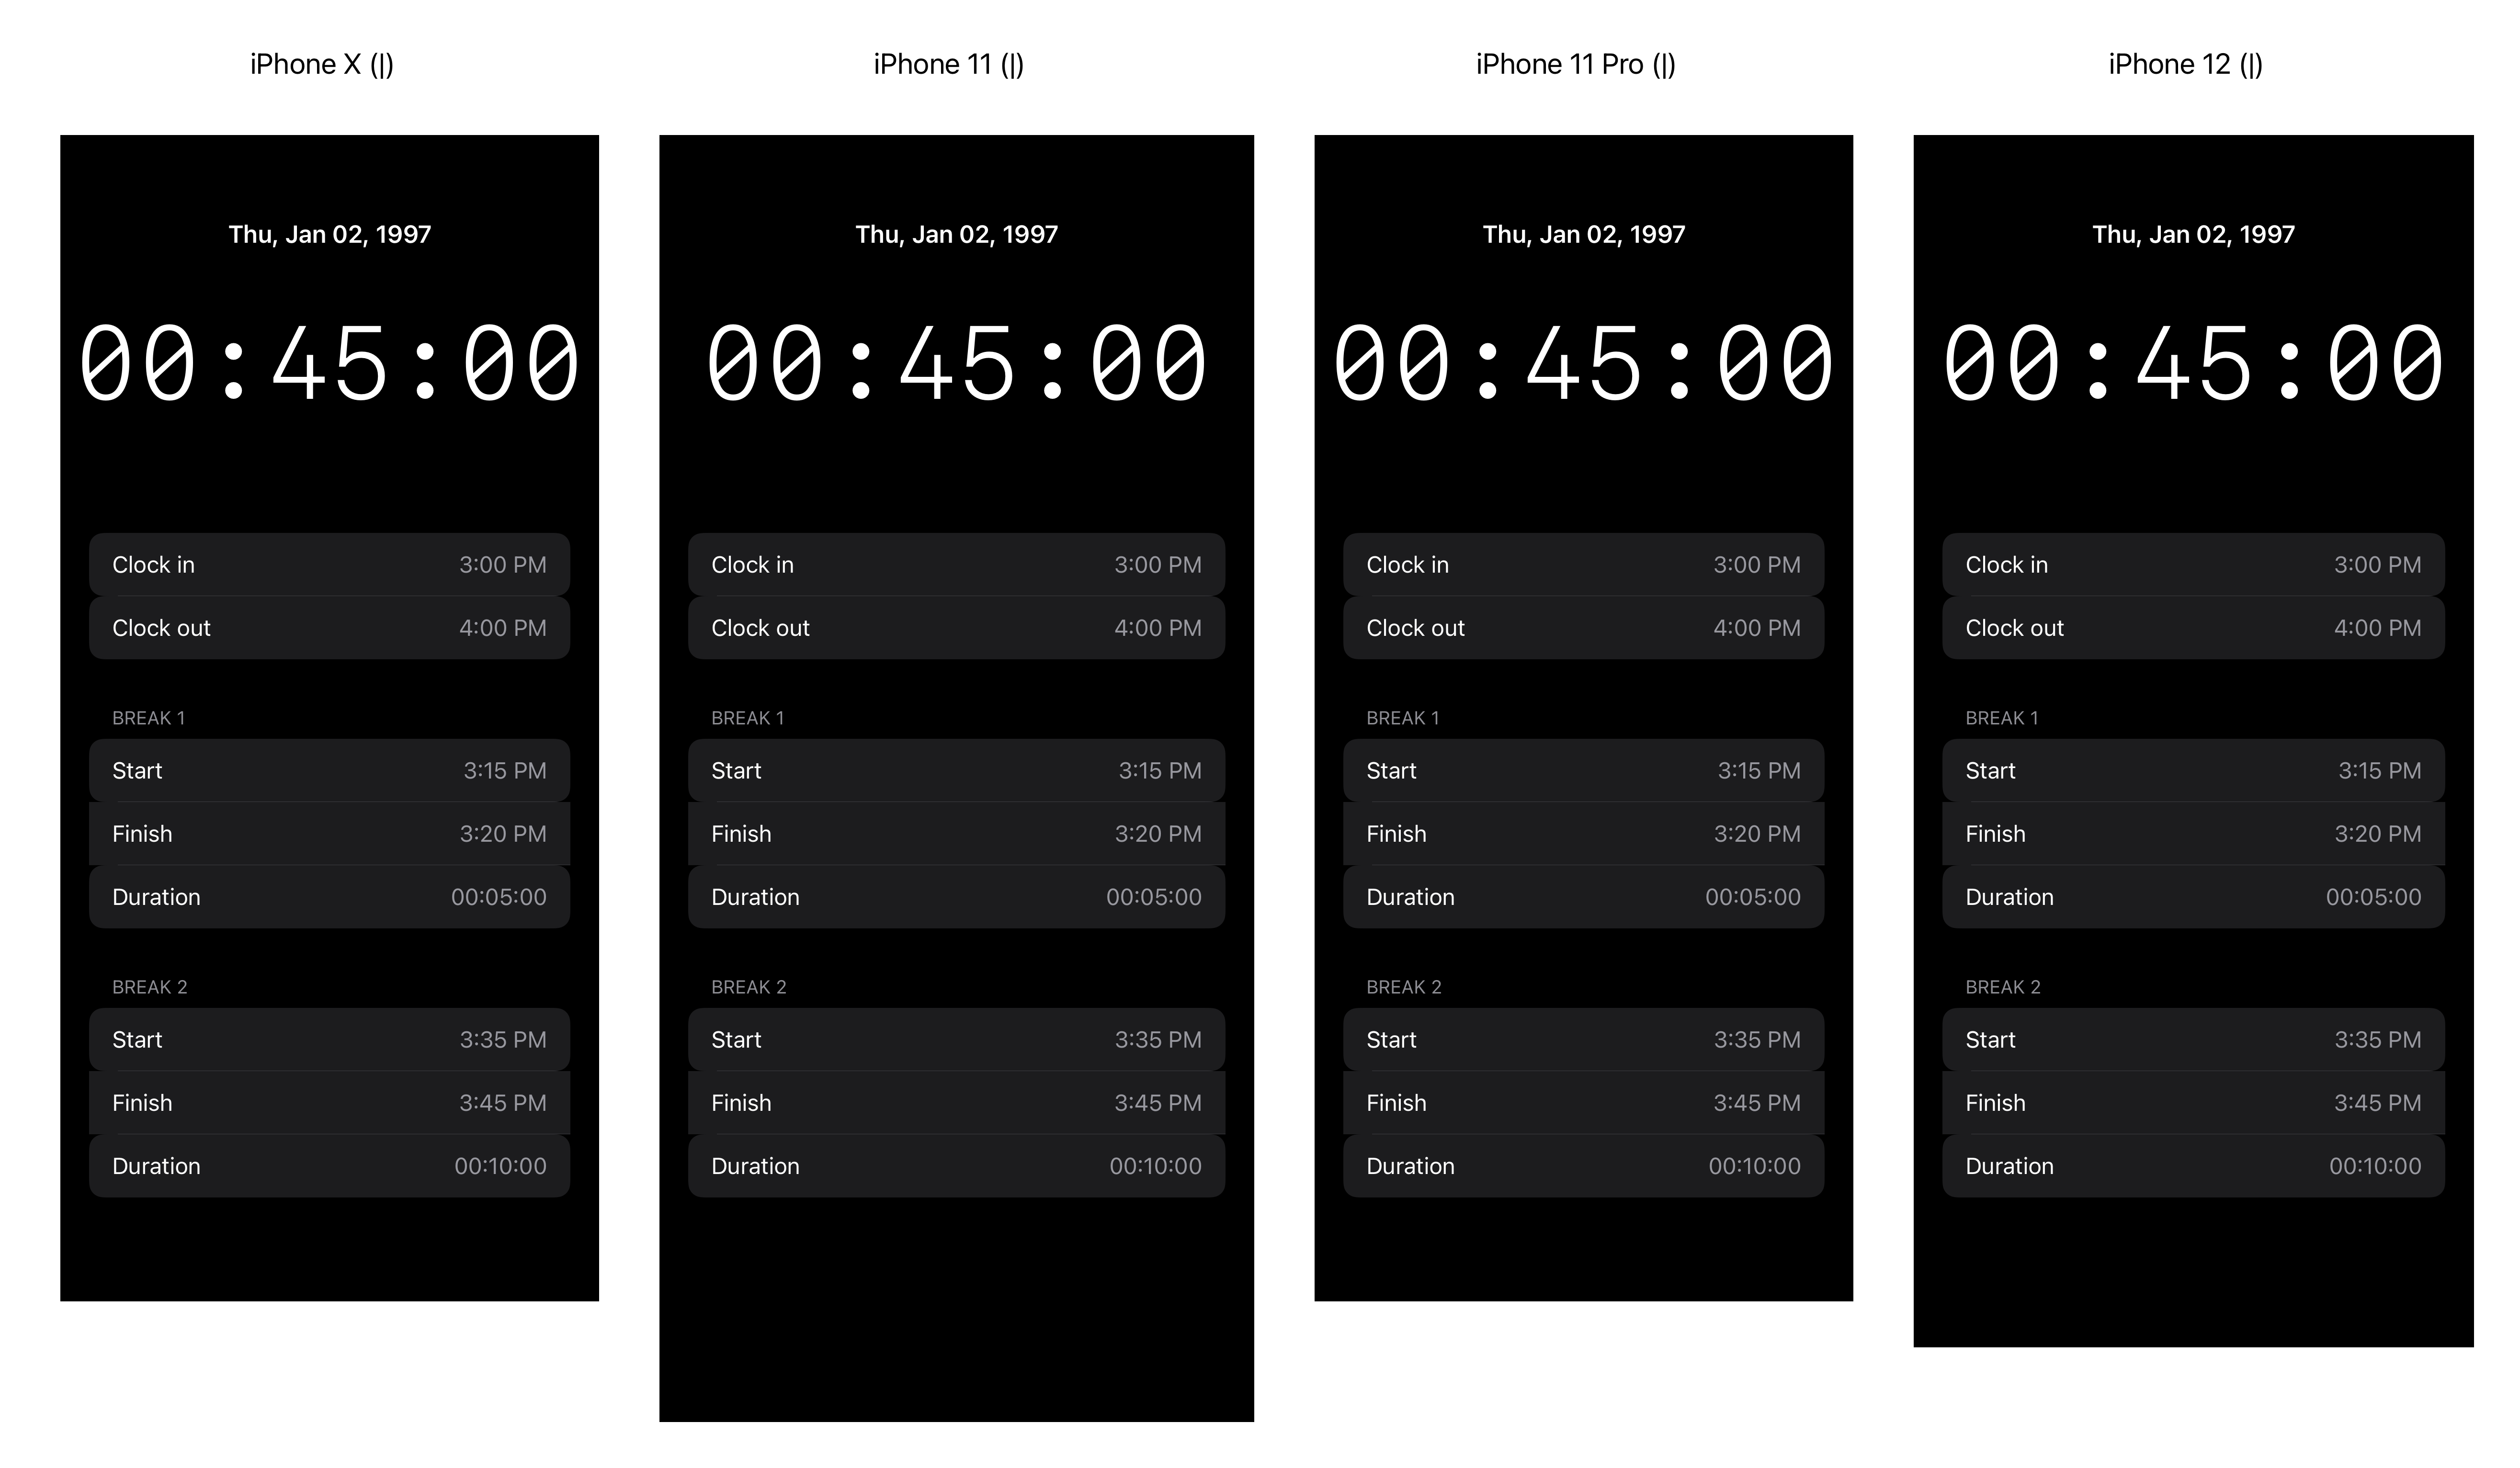 iPhone X (|)
Thu, Jan 02, 1997
00:45:00
Clock in 3:00 PM
Clock out 4:00 PM
BREAK 1
Start 3:15 PM
Finish 3:20 PM
Duration 00:05:00
BREAK 2
Start 3:35 PM
Finish 3:45 PM
Duration 00:10:00
iPhone 11 (|)
Thu, Jan 02, 1997
00:45:00
Clock in 3:00 PM
Clock out 4:00 PM
BREAK 1
Start 3:15 PM
Finish 3:20 PM
Duration 00:05:00
BREAK 2
Start 3:35 PM
Finish 3:45 PM
Duration 00:10:00
iPhone 11 Pro (|)
Thu, Jan 02, 1997
00:45:00
Clock in 3:00 PM
Clock out 4:00 PM
BREAK 1
Start 3:15 PM
Finish 3:20 PM
Duration 00:05:00
BREAK 2
Start 3:35 PM
Finish 3:45 PM
Duration 00:10:00
iPhone 12 (|)
Thu, Jan 02, 1997
00:45:00
Clock in 3:00 PM
Clock out 4:00 PM
BREAK 1
Start 3:15 PM
Finish 3:20 PM
Duration 00:05:00
BREAK 2
Start 3:35 PM
Finish 3:45 PM
Duration 00:10:00